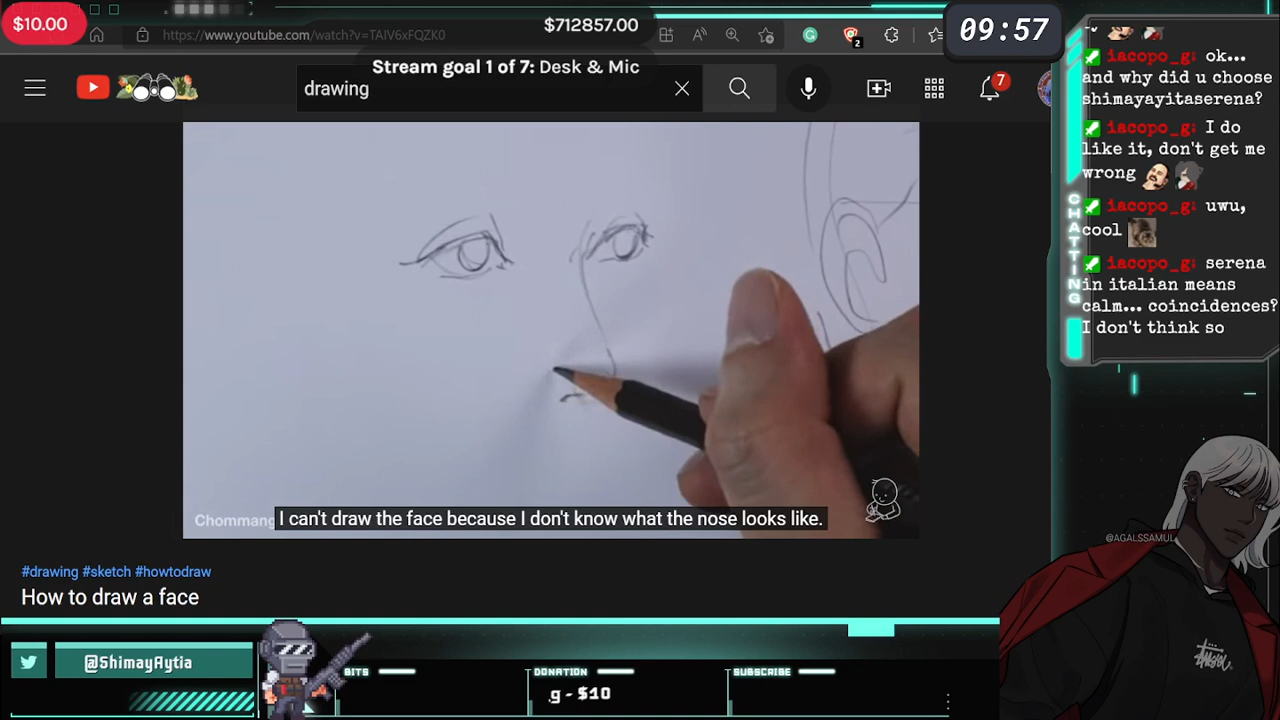 $10.00
https://www.youtube.com/watch?v=TAIV6xFQZK0
$712857.00
2
09:57
Stream goal 1 of 7: Desk & Mic
drawing
7
I can't draw the face because I don't know what the nose looks like.
#drawing #sketch #howtodraw
How to draw a face
@ShimayAytia
BITS
DONATION
g - $10
SUBSCRIBE
CHATTING
iacopo_g: ok...
and why did u choose
shimayayitaserena?
iacopo_g: I do
like it, don't get me
wrong
iacopo_g: uwu,
cool
iacopo_g: serena
in italian means
calm... coincidences?
I don't think so
@AGALSSAMUL